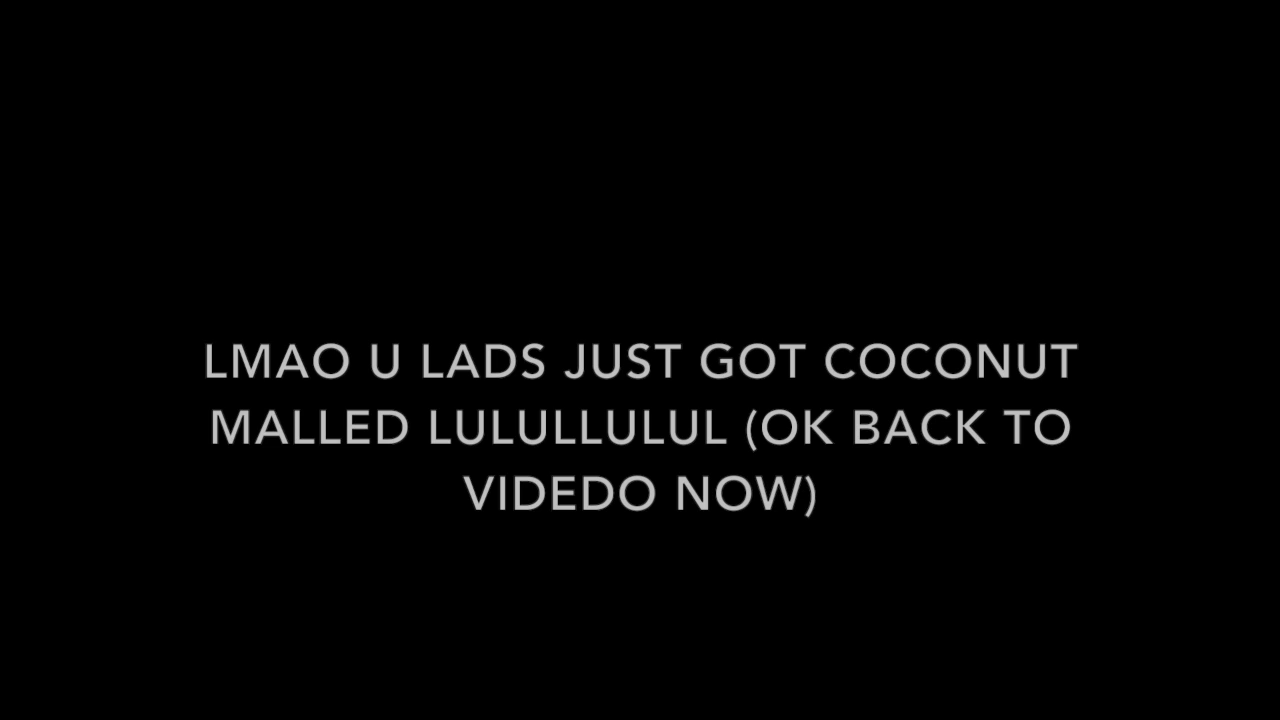 LMAO U LADS JUST GOT COCONUT
MALLED LULULLULUL (OK BACK TO
VIDEDO NOW)